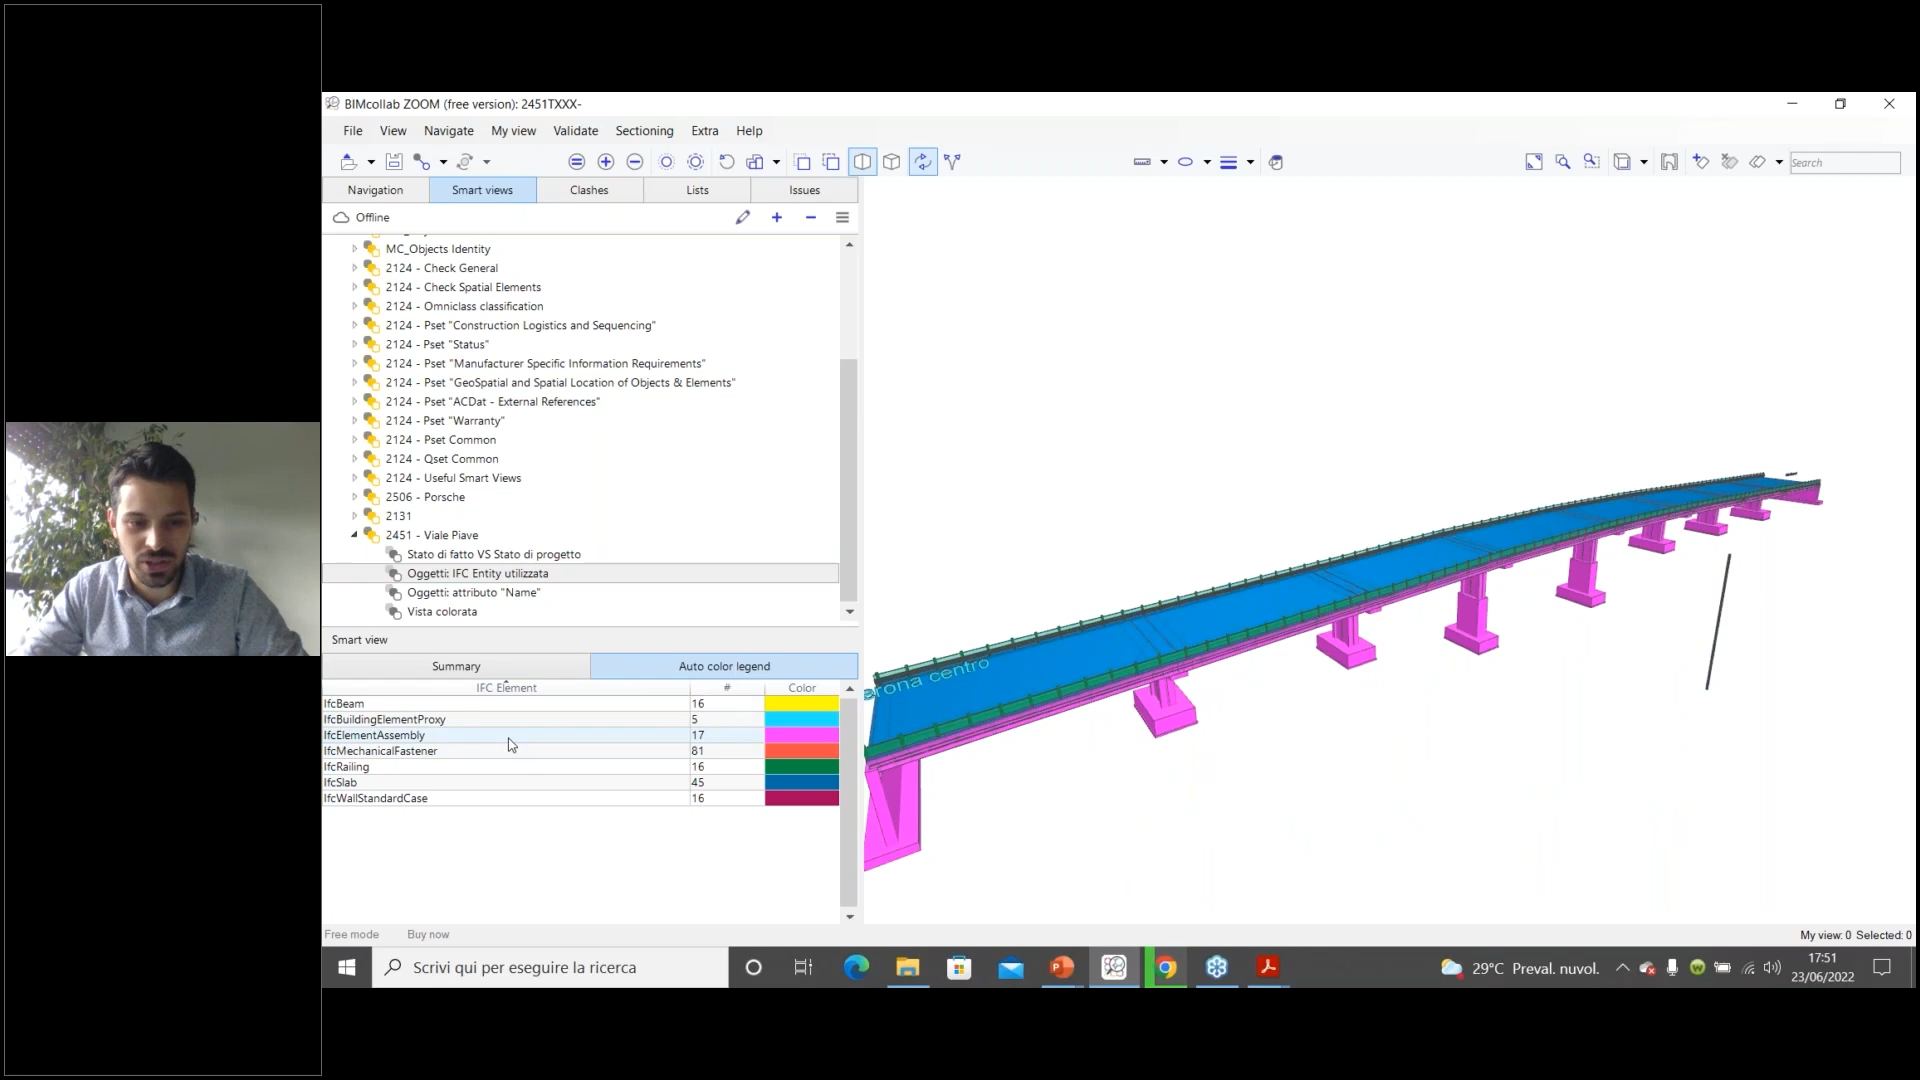 BIMcollab ZOOM (free version): 2451TXXX-
File View Navigate My view Validate Sectioning Extra Help
Search
Navigation Smart views Clashes Lists Issues
Offline
MC_Objects Identity
2124 - Check General
2124 - Check Spatial Elements
2124 - Omniclass classification
2124 - Pset "Construction Logistics and Sequencing"
2124 - Pset "Status"
2124 - Pset "Manufacturer Specific Information Requirements"
2124 - Pset "GeoSpatial and Spatial Location of Objects & Elements"
2124 - Pset "ACDat - External References"
2124 - Pset "Warranty"
2124 - Pset Common
2124 - Qset Common
2124 - Useful Smart Views
2506 - Porsche
2131
2451 - Viale Piave
Stato di fatto VS Stato di progetto
Oggetti: IFC Entity utilizzata
Oggetti: attributo "Name"
Vista colorata
Smart view
Summary Auto color legend
IFC Element # Color
IfcBeam 16
IfcBuildingElementProxy 5
IfcElementAssembly 17
IfcMechanicalFastener 81
IfcRailing 16
IfcSlab 45
IfcWallStandardCase 16
erona centro
Free mode Buy now
My view: 0 Selected: 0
Scrivi qui per eseguire la ricerca
29°C Preval. nuvol.
17:51
23/06/2022